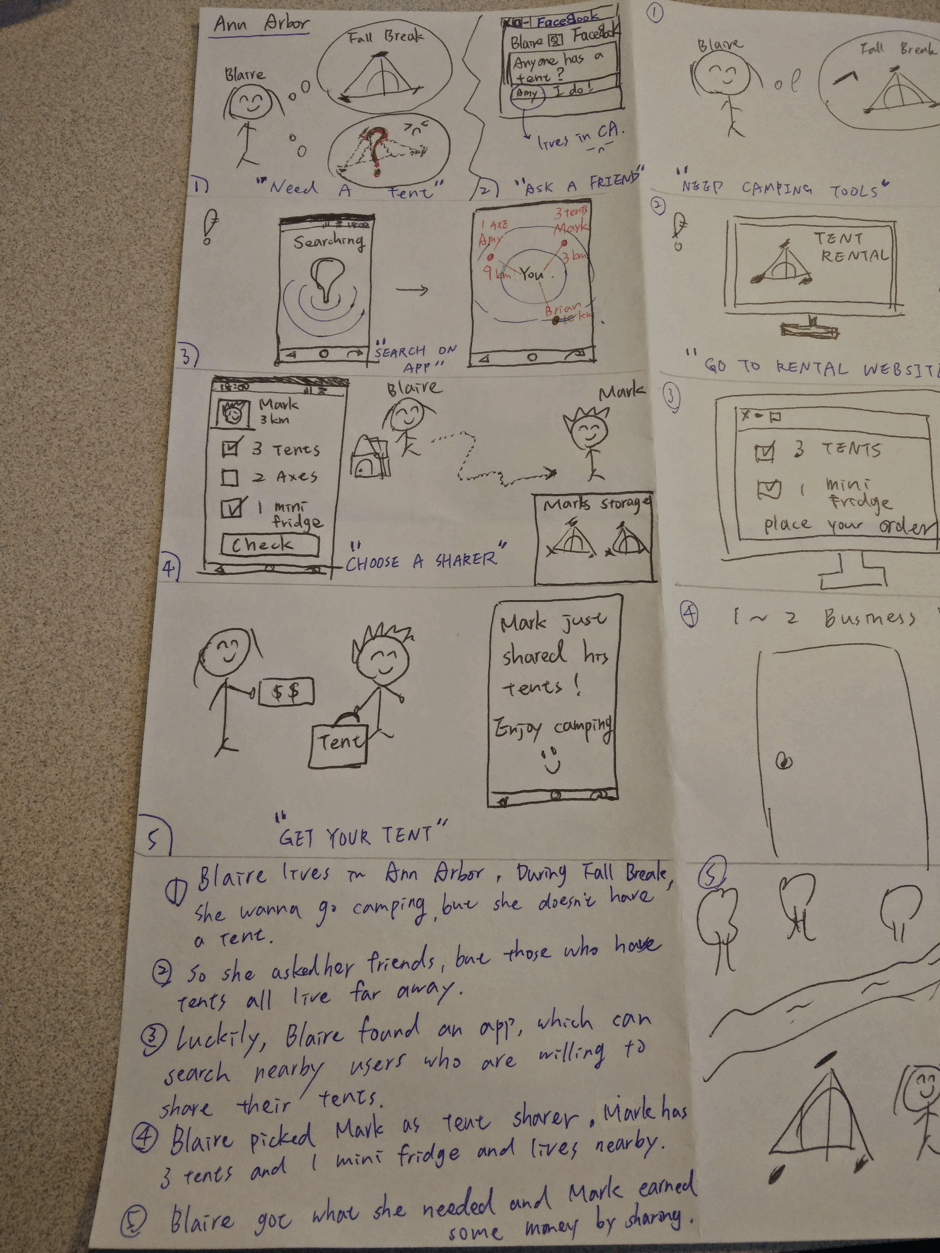 Ann Arbor
Blaire
Fall Break
?
1) "Need A Tent"
X □ - FaceBook
Blaire Facebook
Anyone has a
tent?
Amy I do!
lives in CA.
2) "ASK A FRIEND"
!
18:00
Searching
3) "SEARCH ON
APP"
1 AXE
Amy
9 km
3 tents
Mark
3 km
You
Brian
km
18:00
Mark
3 km
3 Tents
2 Axes
1 mini
fridge
Check
Blaire
Mark
Marks storage
4) "CHOOSE A SHARER"
$$
Tent
Mark just
shared his
tents!
Enjoy camping
5) "GET YOUR TENT"
① Blaire lives in Ann Arbor. During Fall Break,
she wanna go camping, but she doesn't have
a tent.
② So she asked her friends, but those who have
tents all live far away.
③ Luckily, Blaire found an app, which can
search nearby users who are willing to
share their tents.
④ Blaire picked Mark as tent sharer. Mark has
3 tents and 1 mini fridge and lives nearby.
⑤ Blaire got what she needed and Mark earned
some money by sharing.
①
Blaire
Fall Break
"NEED CAMPING TOOLS"
②
!
TENT
RENTAL
"GO TO RENTAL WEBSITE
③
X - □
3 TENTS
1 mini
fridge
place your order
④ 1 ~ 2 Business
⑤